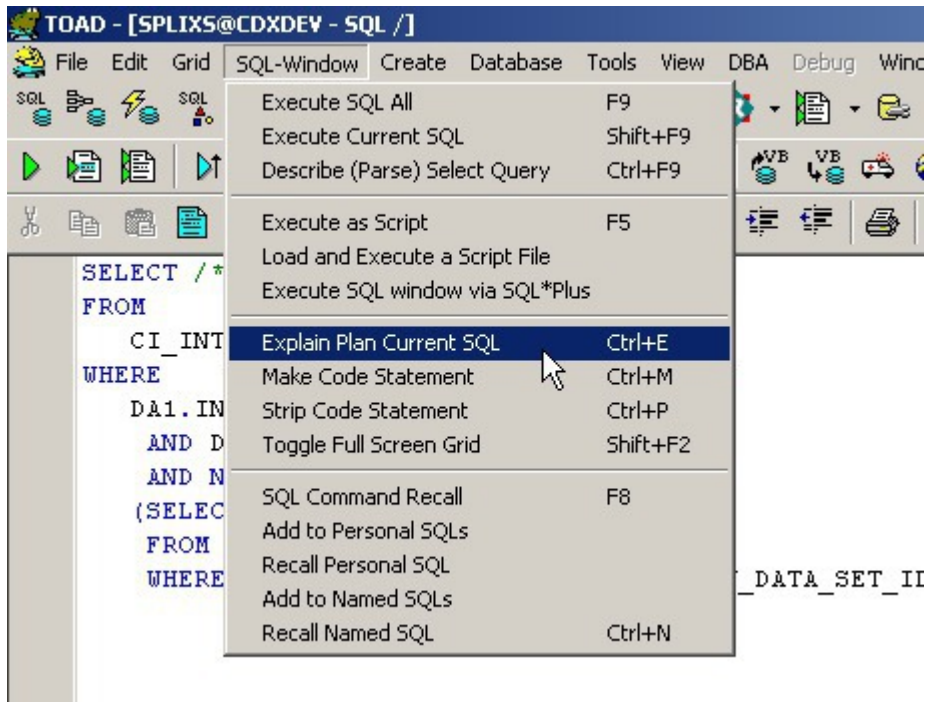 TOAD - [SPLIXS@CDXDEV - SQL /]
File Edit Grid SQL-Window Create Database Tools View DBA Debug Winc
SQL SQL
VB VB
Execute SQL All F9
Execute Current SQL Shift+F9
Describe (Parse) Select Query Ctrl+F9
Execute as Script F5
Load and Execute a Script File
Execute SQL window via SQL*Plus
Explain Plan Current SQL Ctrl+E
Make Code Statement Ctrl+M
Strip Code Statement Ctrl+P
Toggle Full Screen Grid Shift+F2
SQL Command Recall F8
Add to Personal SQLs
Recall Personal SQL
Add to Named SQLs
Recall Named SQL Ctrl+N
SELECT /*
FROM
CI_INT
WHERE
DA1.IN
AND D
AND N
(SELEC
FROM
WHERE _DATA_SET_ID